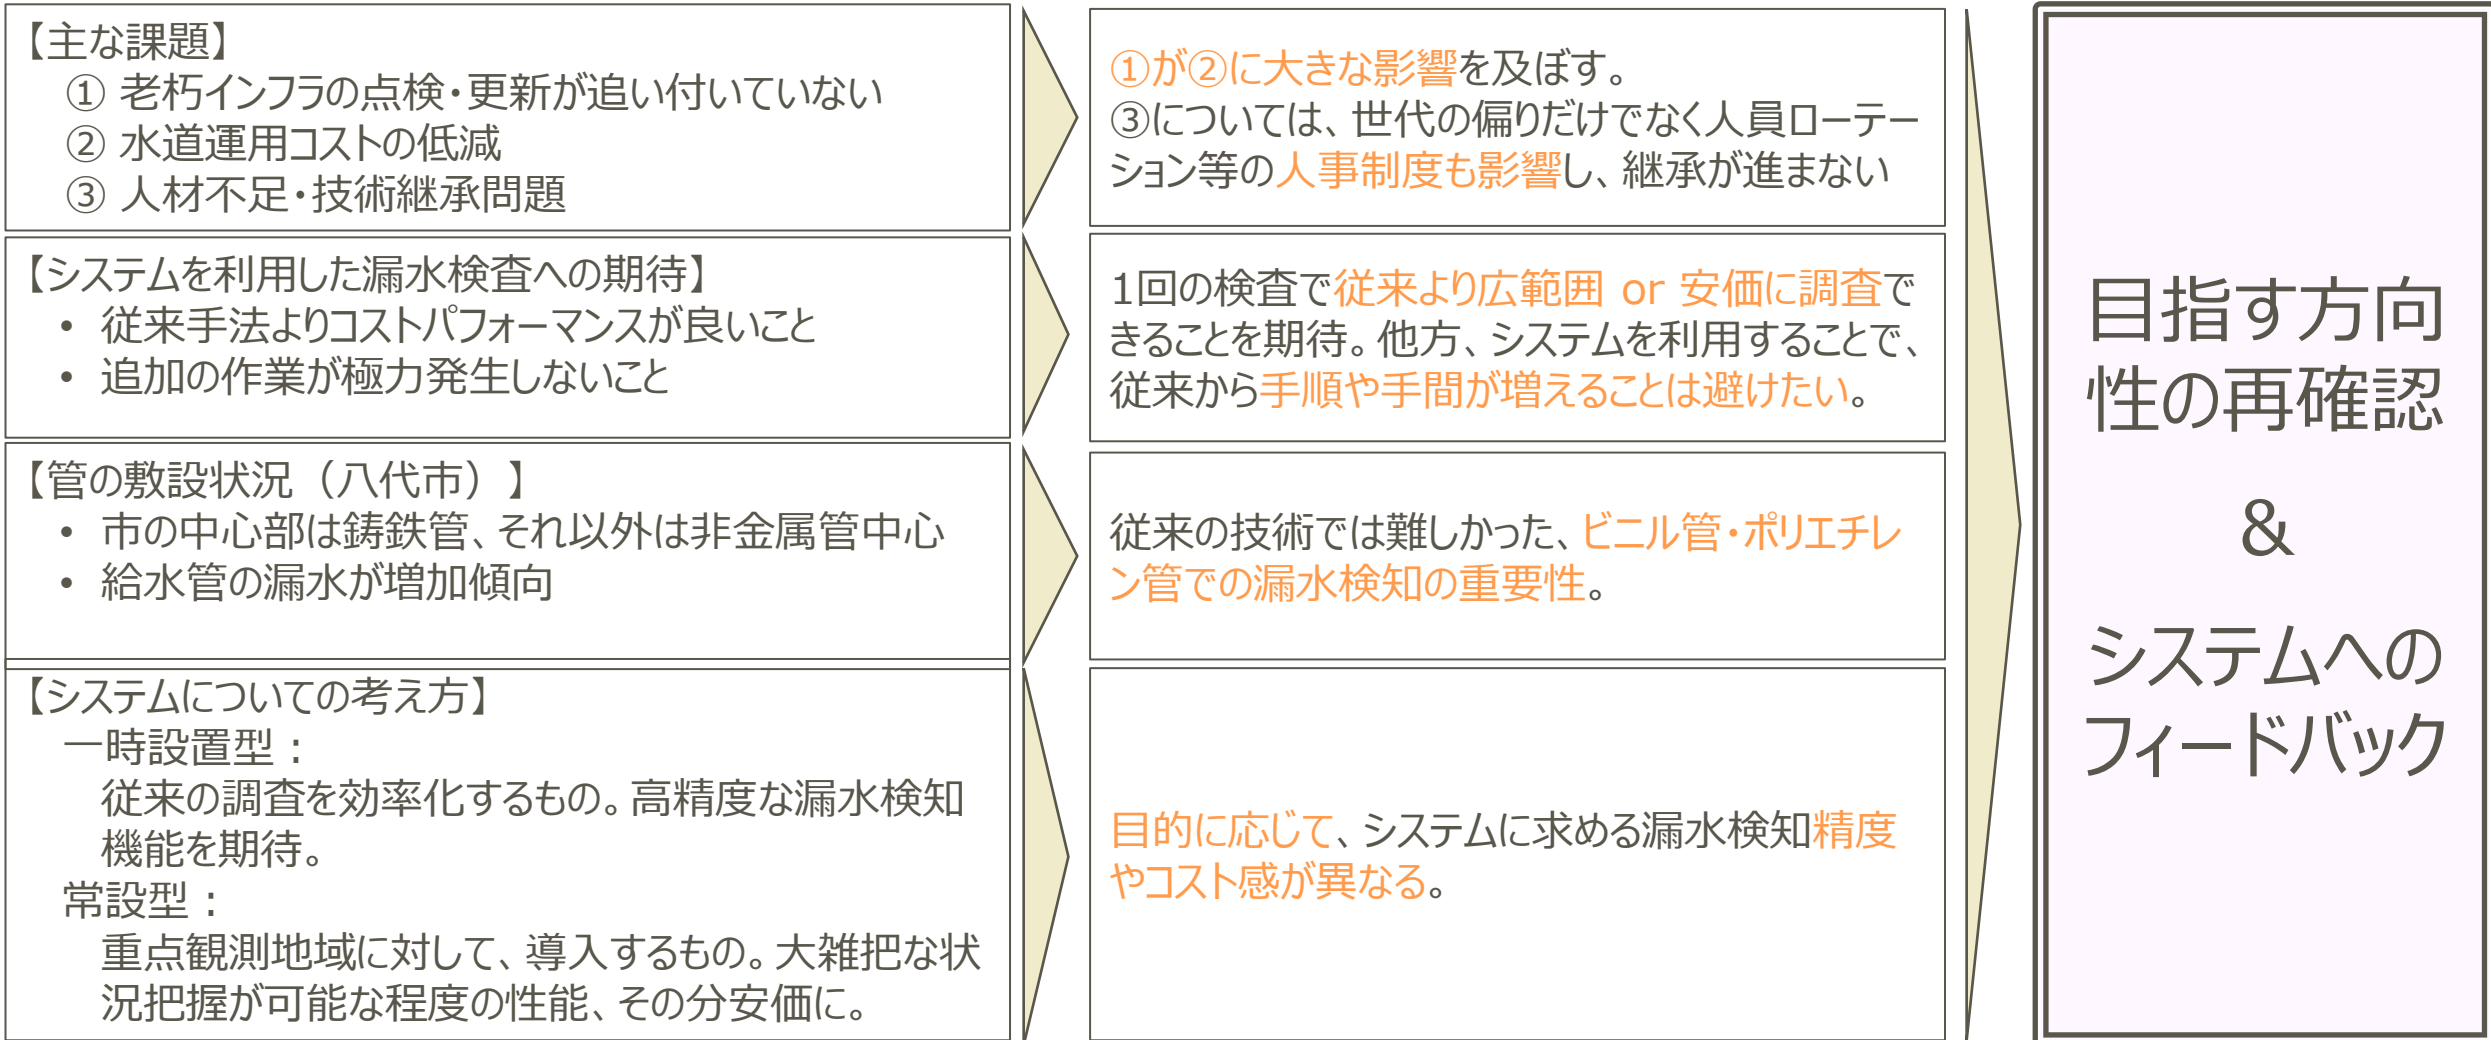 【主な課題】
① 老朽インフラの点検・更新が追い付いていない
② 水道運用コストの低減
③ 人材不足・技術継承問題
①が②に大きな影響を及ぼす。
③については、世代の偏りだけでなく人員ローテー
ション等の人事制度も影響し、継承が進まない
【システムを利用した漏水検査への期待】
• 従来手法よりコストパフォーマンスが良いこと
• 追加の作業が極力発生しないこと
1回の検査で従来より広範囲 or 安価に調査で
きることを期待。他方、システムを利用することで、
従来から手順や手間が増えることは避けたい。
【管の敷設状況（八代市）】
• 市の中心部は鋳鉄管、それ以外は非金属管中心
• 給水管の漏水が増加傾向
従来の技術では難しかった、ビニル管・ポリエチレ
ン管での漏水検知の重要性。
【システムについての考え方】
一時設置型：
従来の調査を効率化するもの。高精度な漏水検知
機能を期待。
常設型：
重点観測地域に対して、導入するもの。大雑把な状
況把握が可能な程度の性能、その分安価に。
目的に応じて、システムに求める漏水検知精度
やコスト感が異なる。
目指す方向
性の再確認
&
システムへの
フィードバック